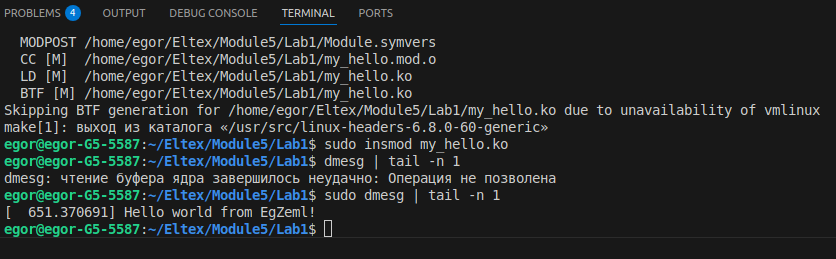 PROBLEMS 4 OUTPUT DEBUG CONSOLE TERMINAL PORTS
MODPOST /home/egor/Eltex/Module5/Lab1/Module.symvers
CC [M] /home/egor/Eltex/Module5/Lab1/my_hello.mod.o
LD [M] /home/egor/Eltex/Module5/Lab1/my_hello.ko
BTF [M] /home/egor/Eltex/Module5/Lab1/my_hello.ko
Skipping BTF generation for /home/egor/Eltex/Module5/Lab1/my_hello.ko due to unavailability of vmlinux
make[1]: выход из каталога «/usr/src/linux-headers-6.8.0-60-generic»
egor@egor-G5-5587:~/Eltex/Module5/Lab1$ sudo insmod my_hello.ko
egor@egor-G5-5587:~/Eltex/Module5/Lab1$ dmesg | tail -n 1
dmesg: чтение буфера ядра завершилось неудачно: Операция не позволена
egor@egor-G5-5587:~/Eltex/Module5/Lab1$ sudo dmesg | tail -n 1
[  651.370691] Hello world from EgZeml!
egor@egor-G5-5587:~/Eltex/Module5/Lab1$